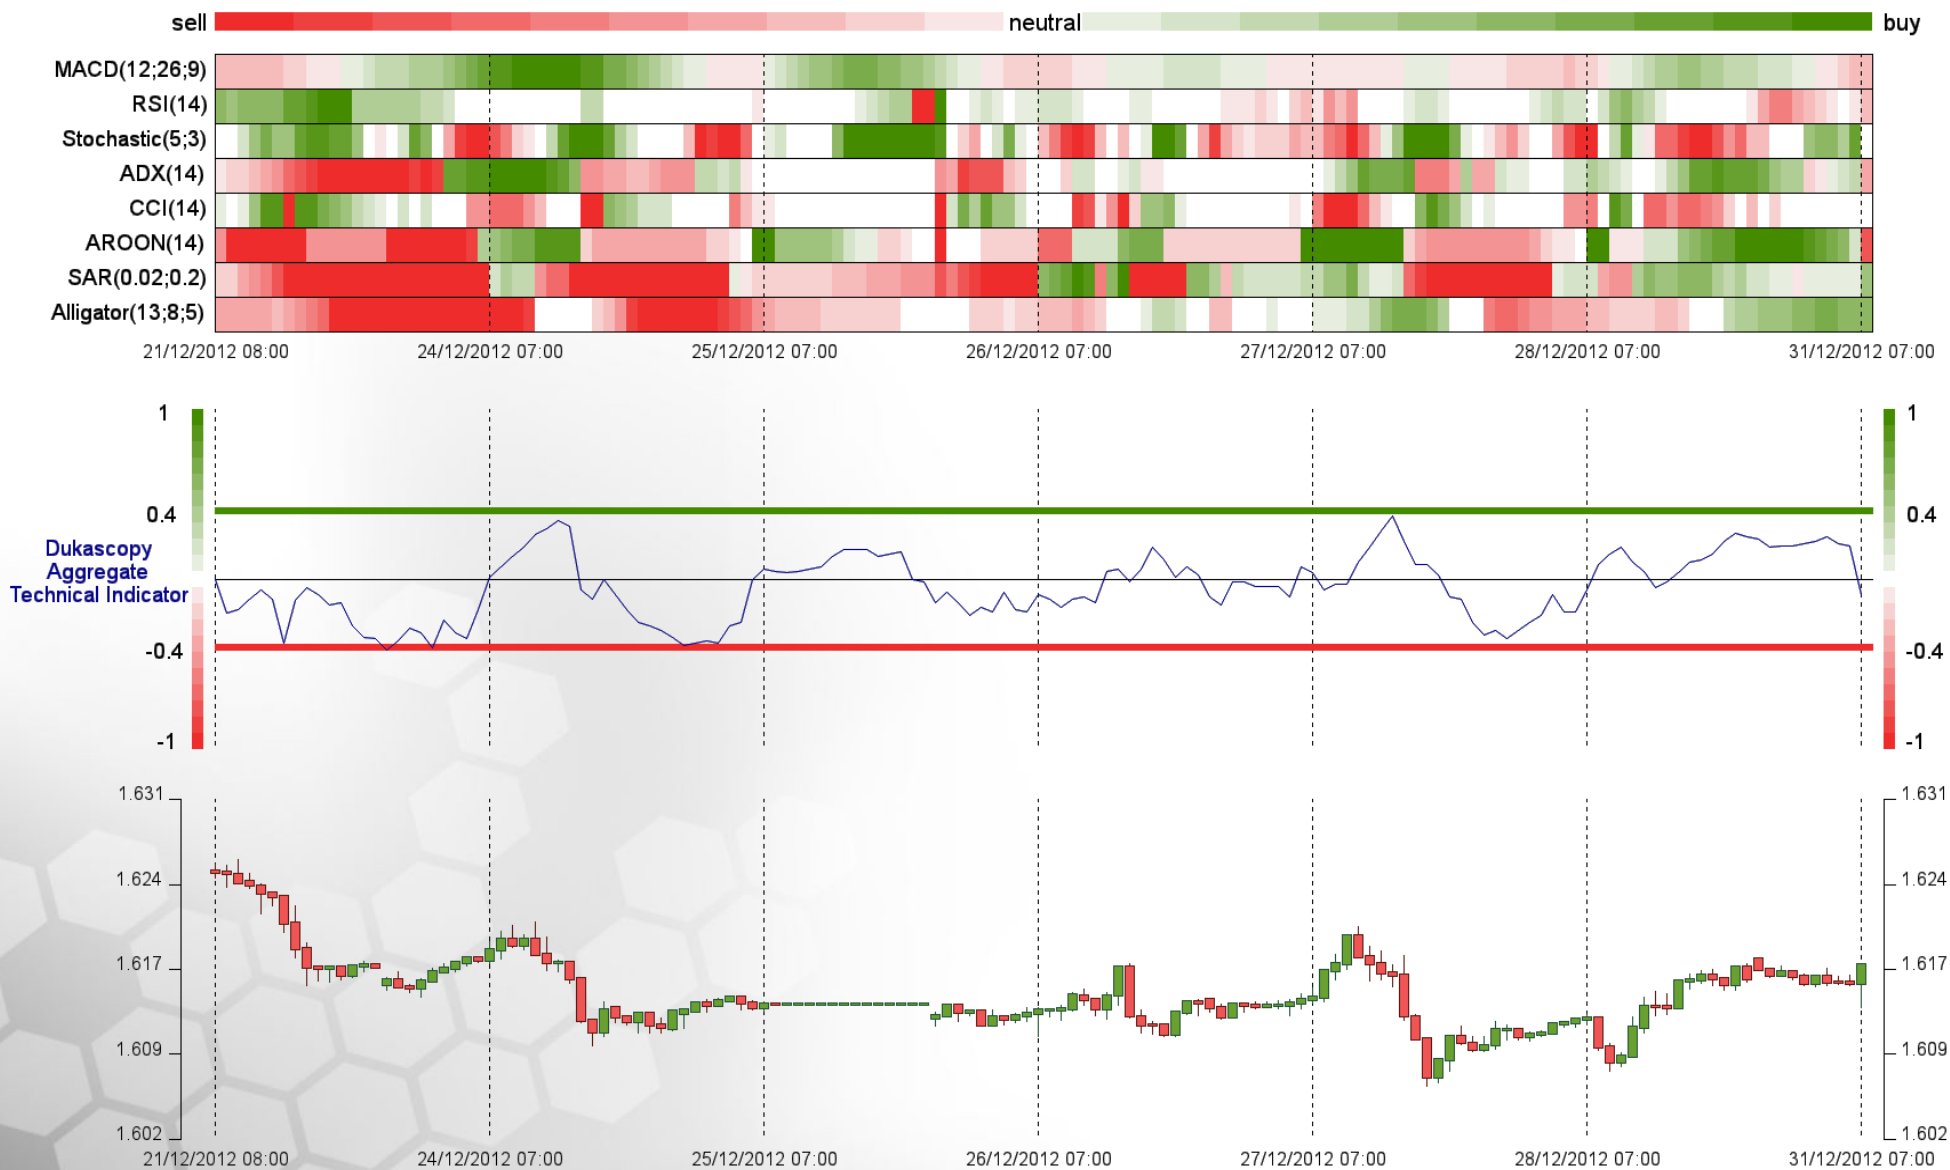 sell neutral buy
MACD(12;26;9)
RSI(14)
Stochastic(5;3)
ADX(14)
CCI(14)
AROON(14)
SAR(0.02;0.2)
Alligator(13;8;5)
21/12/2012 08:00 24/12/2012 07:00 25/12/2012 07:00 26/12/2012 07:00 27/12/2012 07:00 28/12/2012 07:00 31/12/2012 07:00
1 1
0.4 0.4
Dukascopy
Aggregate
Technical Indicator
-0.4 -0.4
-1 -1
1.631 1.631
1.624 1.624
1.617 1.617
1.609 1.609
1.602 1.602
21/12/2012 08:00 24/12/2012 07:00 25/12/2012 07:00 26/12/2012 07:00 27/12/2012 07:00 28/12/2012 07:00 31/12/2012 07:00